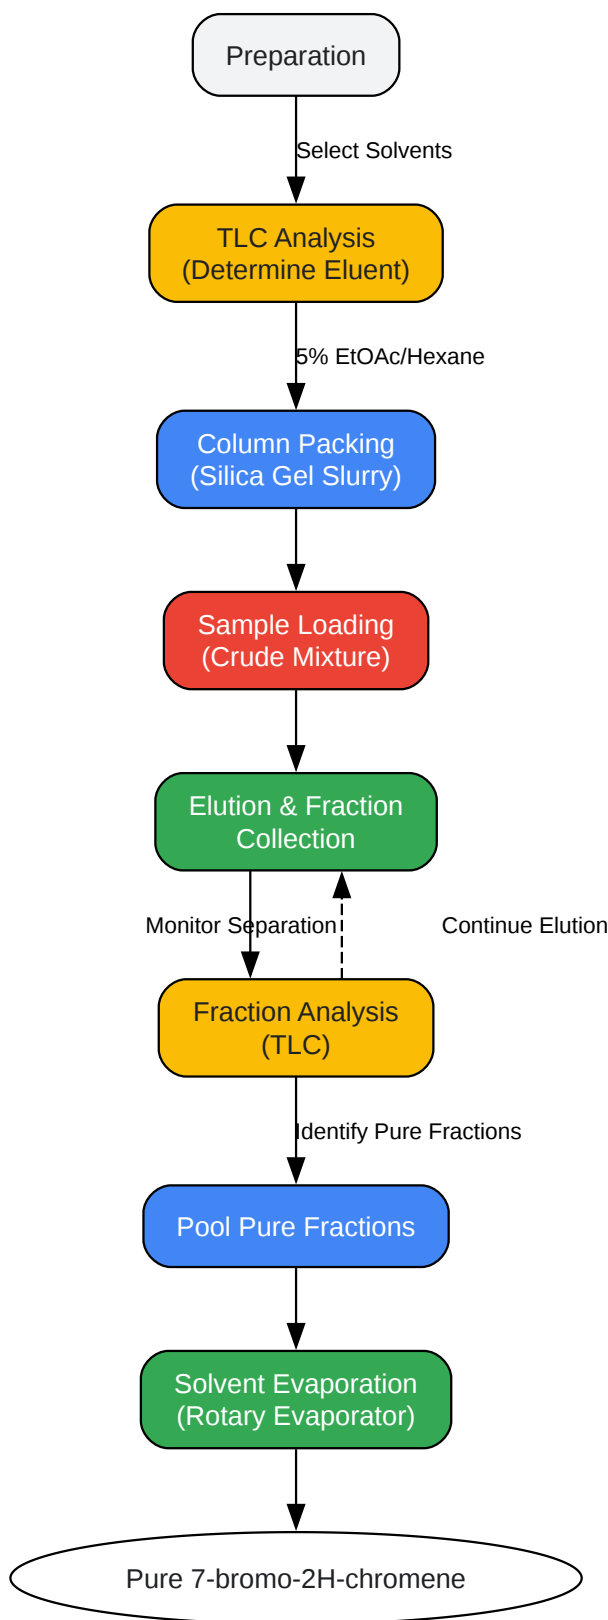 Preparation
Select Solvents
TLC Analysis
(Determine Eluent)
5% EtOAc/Hexane
Column Packing
(Silica Gel Slurry)
Sample Loading
(Crude Mixture)
Elution & Fraction
Collection
Monitor Separation
Continue Elution
Fraction Analysis
(TLC)
Identify Pure Fractions
Pool Pure Fractions
Solvent Evaporation
(Rotary Evaporator)
Pure 7-bromo-2H-chromene